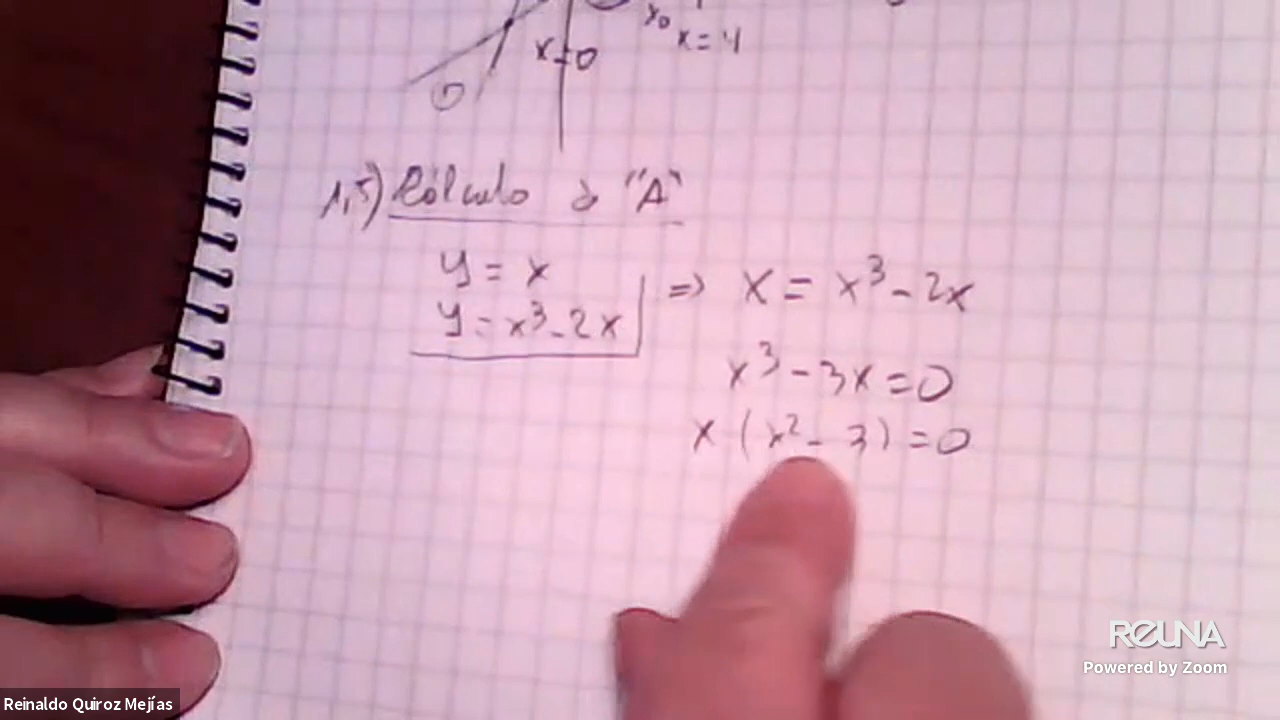 x=0
x₀
x=4
1,5) Cálculo de "A"
y = x
y = x³-2x
⇒ x = x³-2x
x³-3x=0
x (x²-3)=0
REUNA
Powered by Zoom
Reinaldo Quiroz Mejías